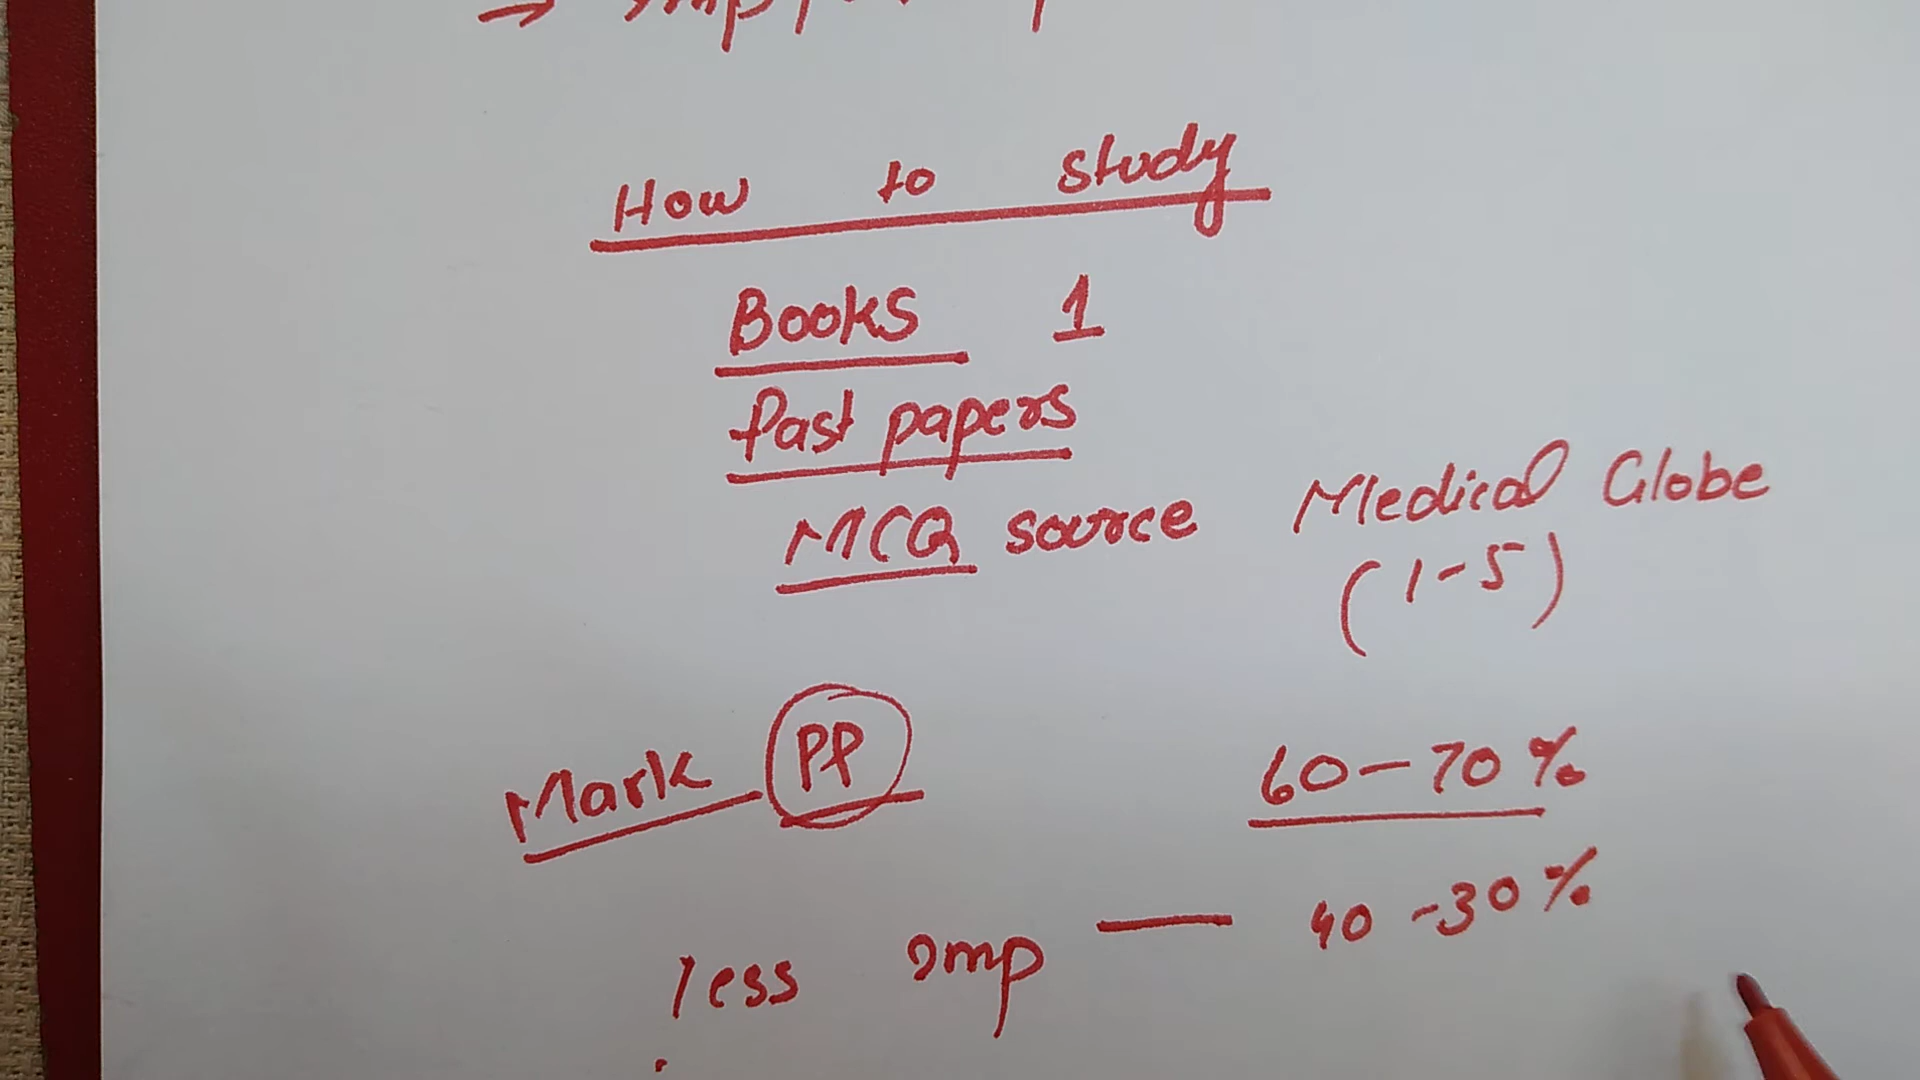 How to study
Books 1
Past papers
MCQ source Medical Globe
(1-5)
Mark PP 60-70%
less Imp — 40-30%